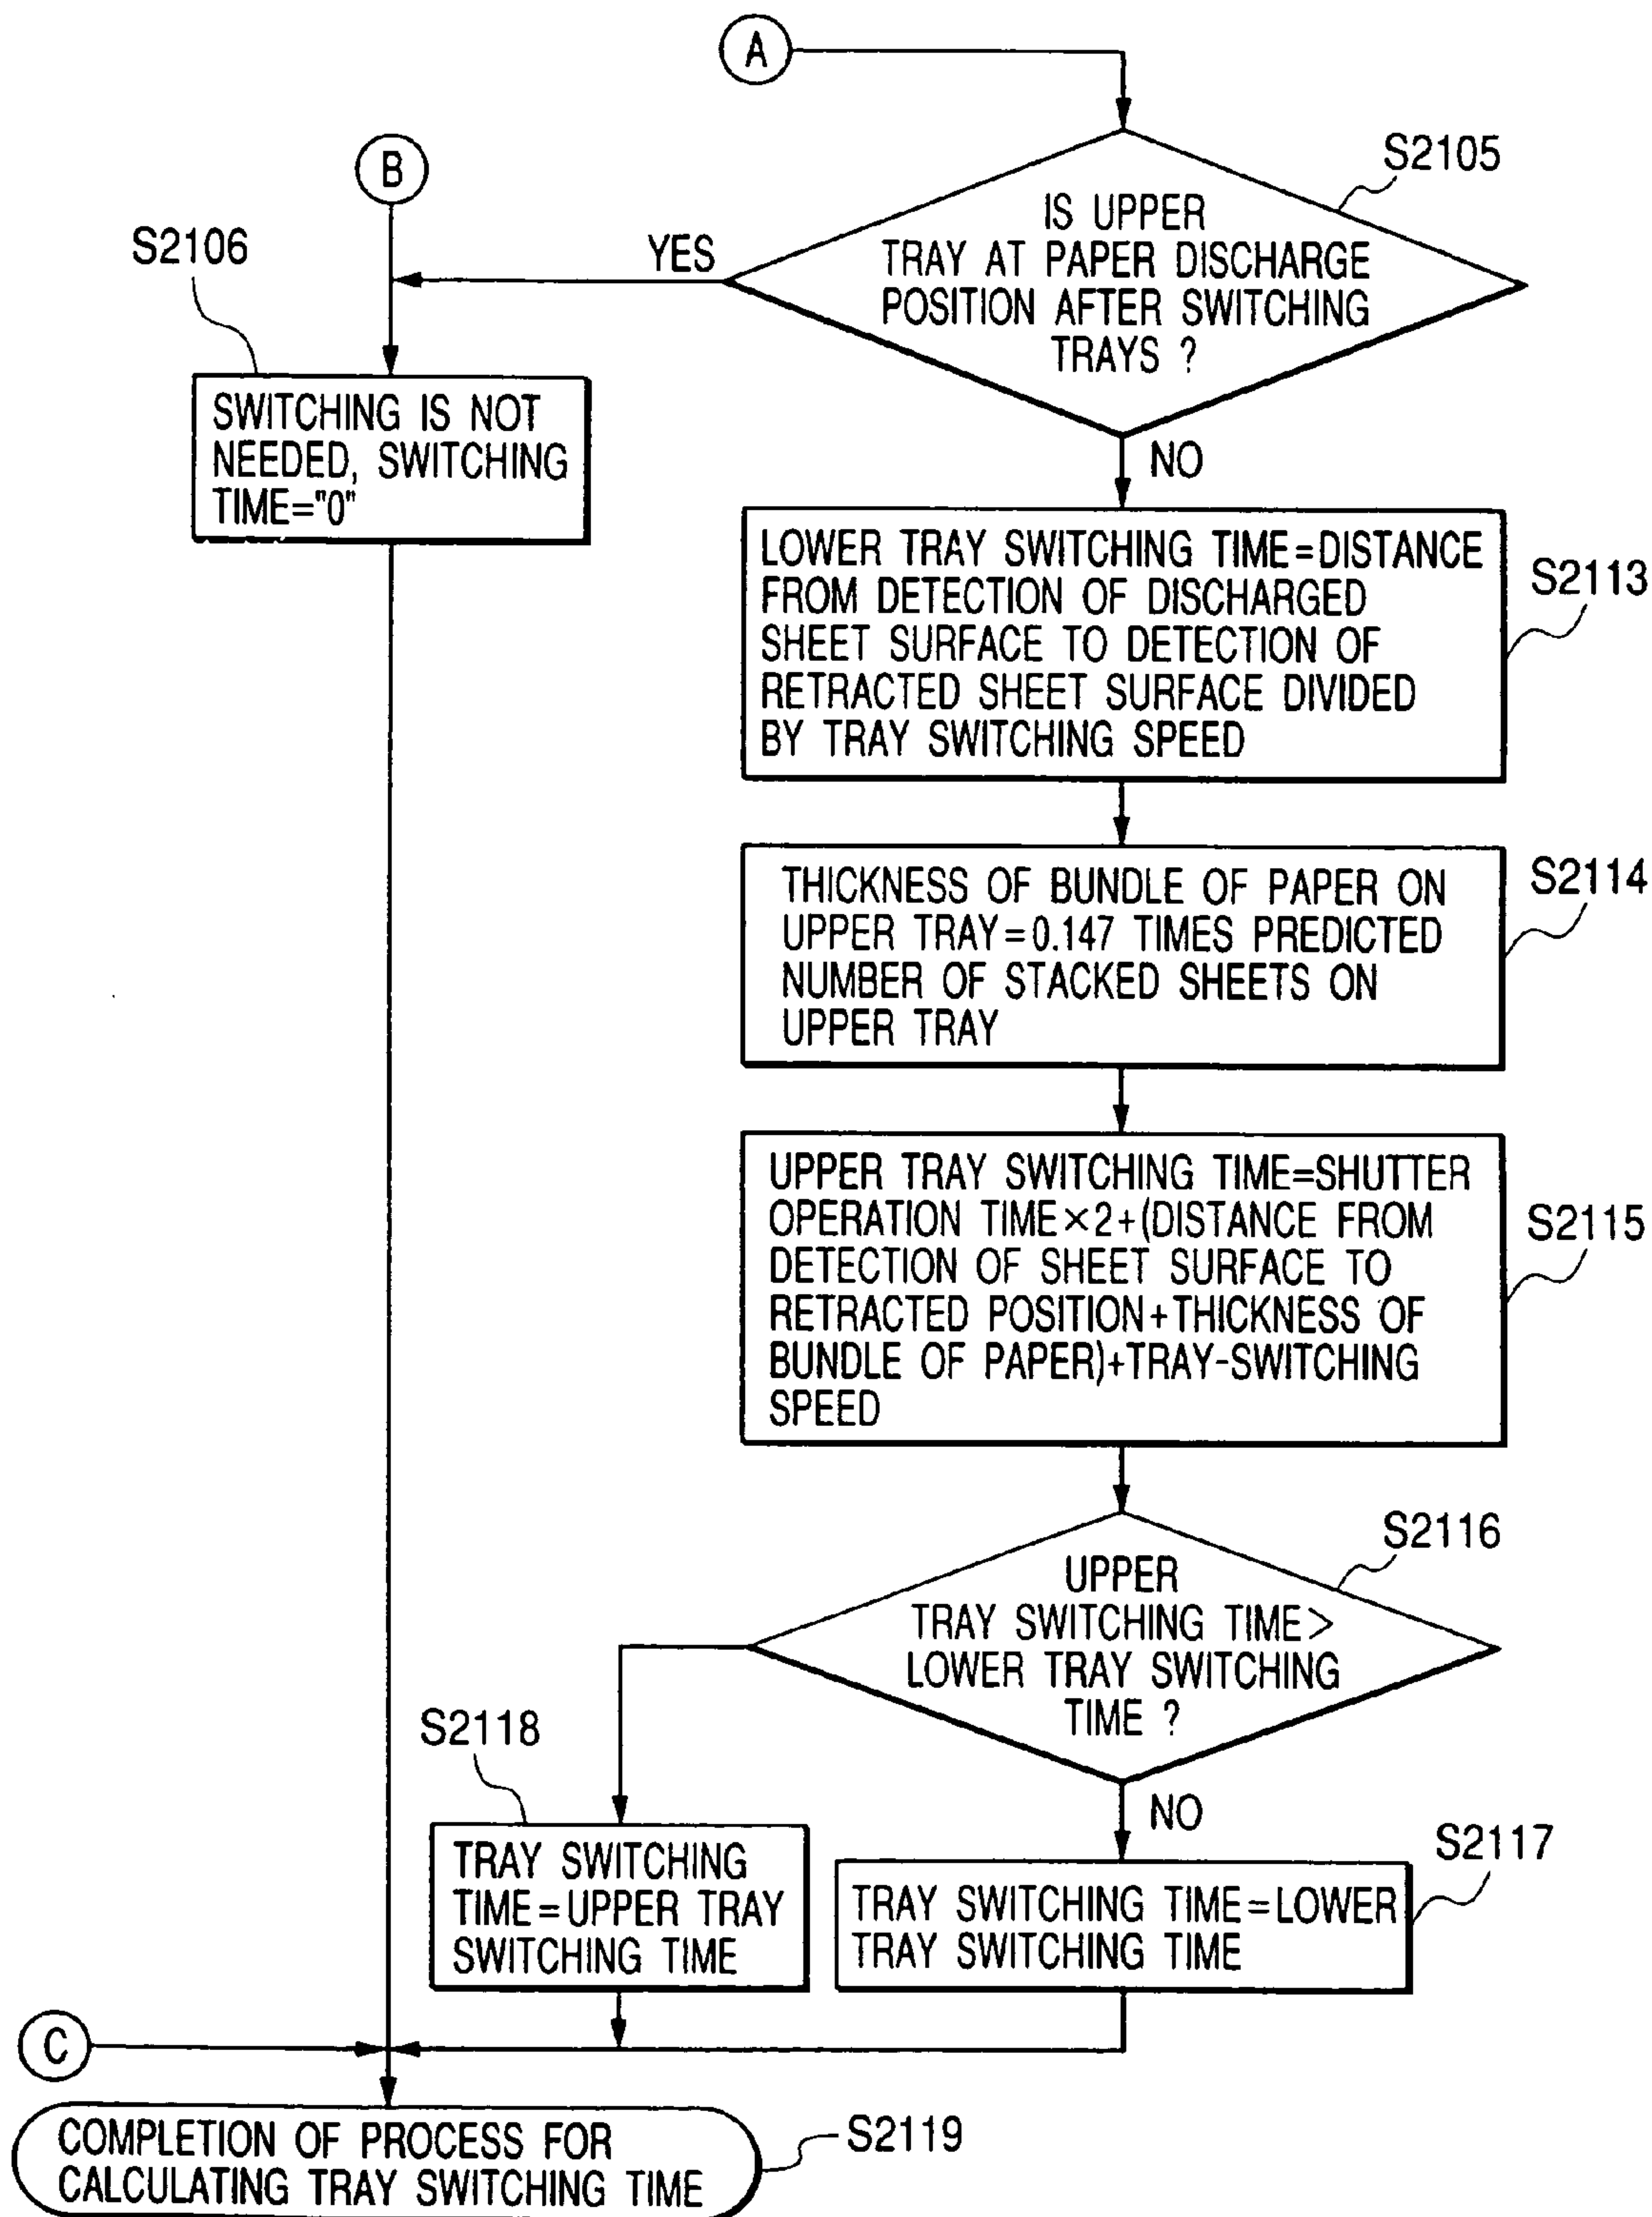 A
B
S2105
IS UPPER
TRAY AT PAPER DISCHARGE
POSITION AFTER SWITCHING
TRAYS ?
YES
S2106
SWITCHING IS NOT
NEEDED, SWITCHING
TIME="0"
NO
LOWER TRAY SWITCHING TIME=DISTANCE
FROM DETECTION OF DISCHARGED
SHEET SURFACE TO DETECTION OF
RETRACTED SHEET SURFACE DIVIDED
BY TRAY SWITCHING SPEED
S2113
THICKNESS OF BUNDLE OF PAPER ON
UPPER TRAY=0.147 TIMES PREDICTED
NUMBER OF STACKED SHEETS ON
UPPER TRAY
S2114
UPPER TRAY SWITCHING TIME=SHUTTER
OPERATION TIME×2+(DISTANCE FROM
DETECTION OF SHEET SURFACE TO
RETRACTED POSITION+THICKNESS OF
BUNDLE OF PAPER)+TRAY-SWITCHING
SPEED
S2115
S2116
UPPER
TRAY SWITCHING TIME>
LOWER TRAY SWITCHING
TIME ?
S2118
TRAY SWITCHING
TIME=UPPER TRAY
SWITCHING TIME
NO
S2117
TRAY SWITCHING TIME=LOWER
TRAY SWITCHING TIME
C
COMPLETION OF PROCESS FOR
CALCULATING TRAY SWITCHING TIME
S2119